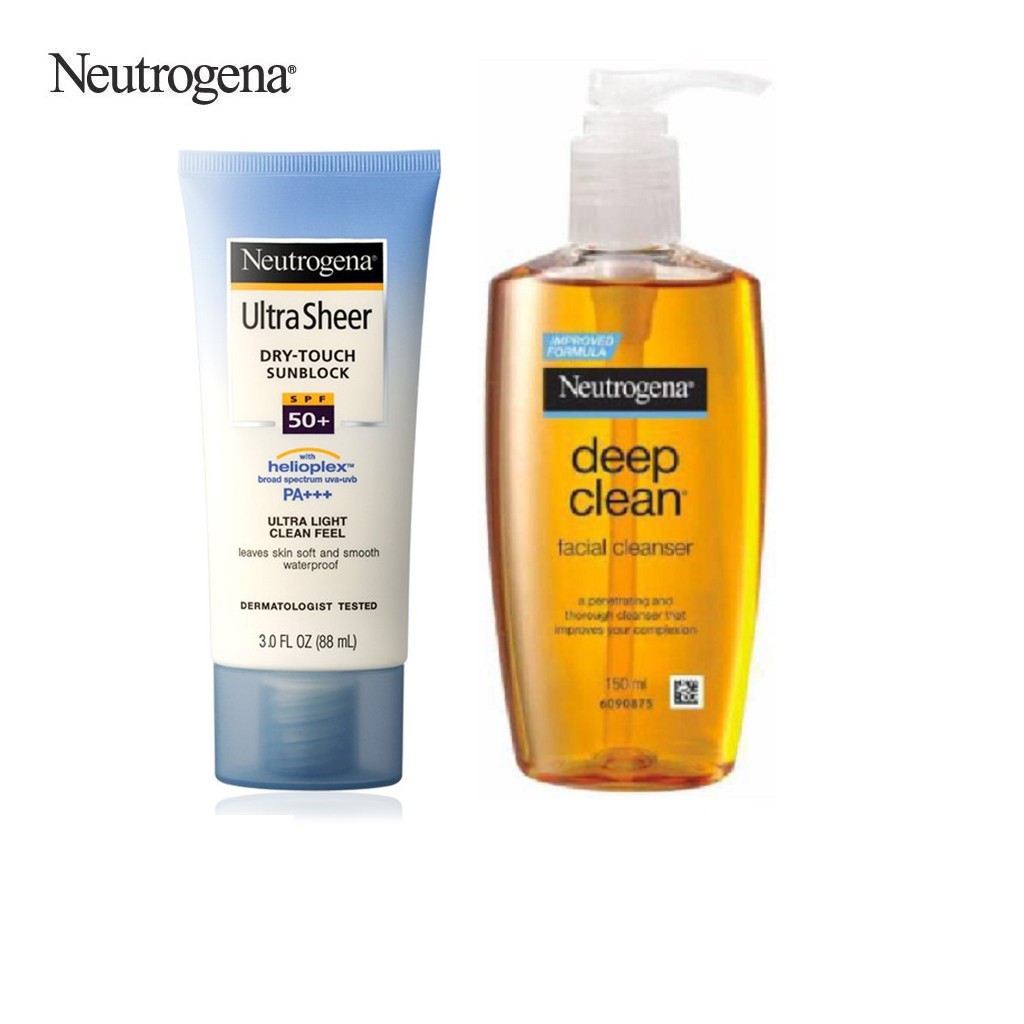 Neutrogena®
Neutrogena®
Ultra Sheer
DRY-TOUCH
SUNBLOCK
SPF
50+
with
helioplex™
broad spectrum uva-uvb
PA+++
ULTRA LIGHT
CLEAN FEEL
leaves skin soft and smooth
waterproof
DERMATOLOGIST TESTED
3.0 FL OZ (88 mL)
IMPROVED
FORMULA
Neutrogena®
deep
clean®
facial cleanser
a penetrating and
thorough cleanser that
improves your complexion
150 ml
6090875